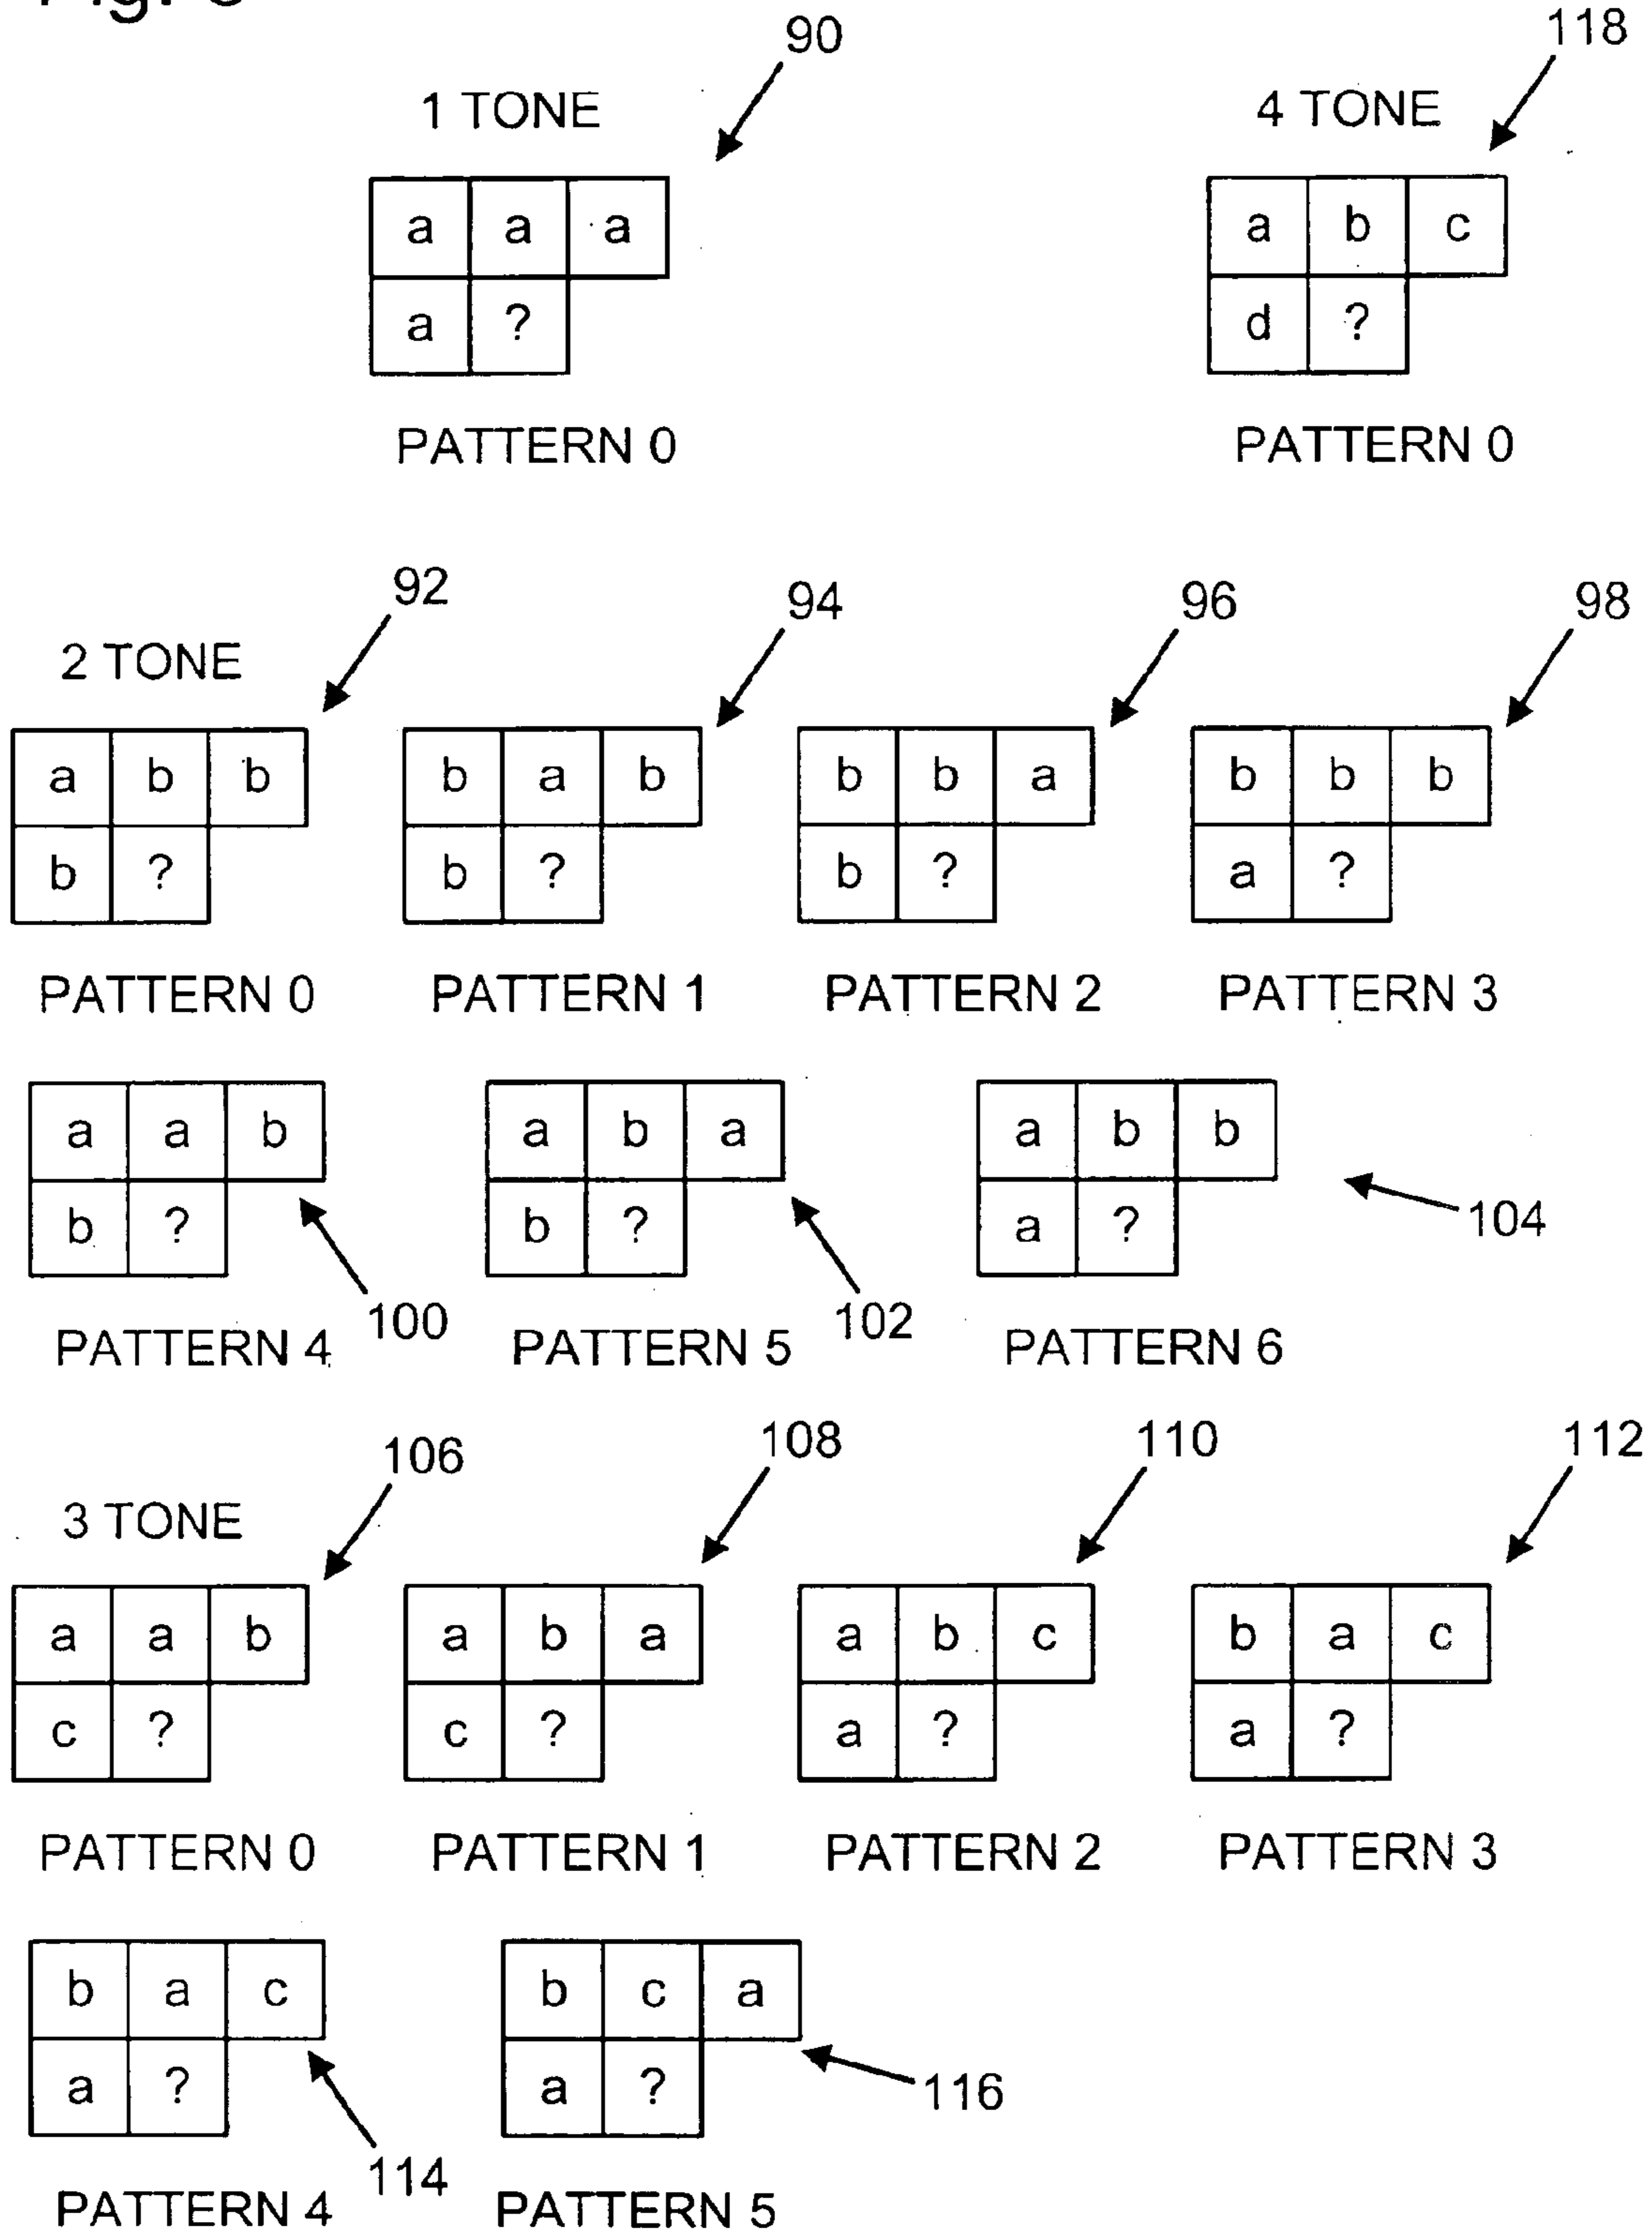 90
118
1 TONE
4 TONE
a a a
a b c
a ?
d ?
PATTERN 0
PATTERN 0
92
94
96
98
2 TONE
a b b
b a b
b b a
b b b
b ?
b ?
b ?
a ?
PATTERN 0
PATTERN 1
PATTERN 2
PATTERN 3
a a b
a b a
a b b
b ?
b ?
a ?
104
100
102
PATTERN 4
PATTERN 5
PATTERN 6
106
108
110
112
3 TONE
a a b
a b a
a b c
b a c
c ?
c ?
a ?
a ?
PATTERN 0
PATTERN 1
PATTERN 2
PATTERN 3
b a c
b c a
a ?
a ?
116
114
PATTERN 4
PATTERN 5